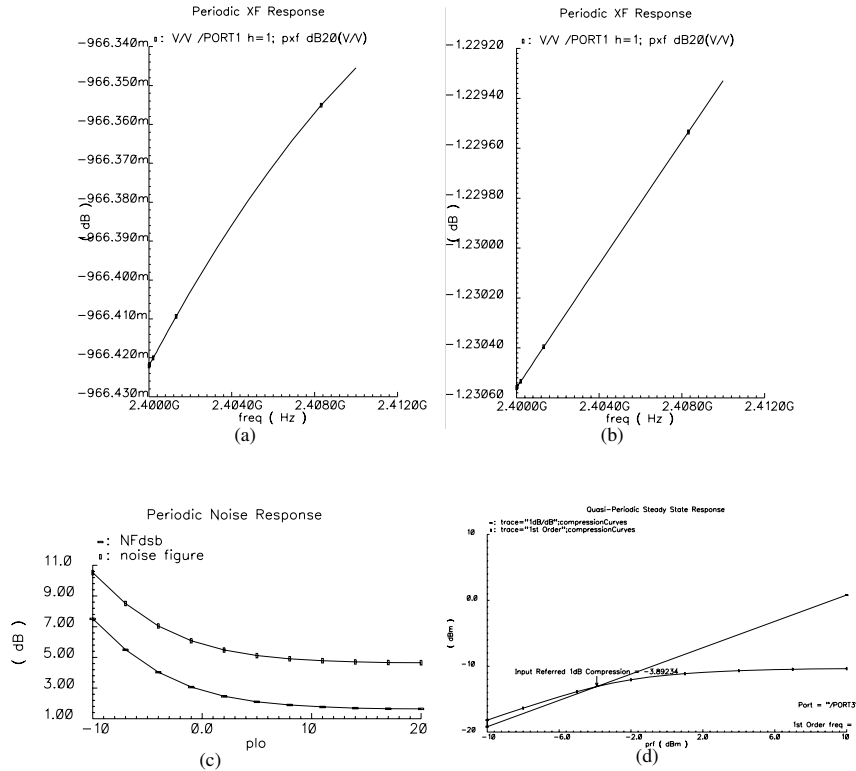 Periodic XF Response
▯: V/V /PORT1 h=1; pxf dB20(V/V)
-966.340m
-966.350m
-966.360m
-966.370m
-966.380m
-966.390m
-966.400m
-966.410m
-966.420m
-966.430m
( dB )
2.4000G 2.4040G 2.4080G 2.4120G
freq ( Hz )
(a)
Periodic XF Response
▯: V/V /PORT1 h=1; pxf dB20(V/V)
-1.22920
-1.22940
-1.22960
-1.22980
-1.23000
-1.23020
-1.23040
-1.23060
( dB )
2.4000G 2.4040G 2.4080G 2.4120G
freq ( Hz )
(b)
Periodic Noise Response
-: NFdsb
▯: noise figure
11.0
9.00
7.00
5.00
3.00
1.00
( dB )
-10 0.0 10 20
plo
(c)
Quasi-Periodic Steady State Response
-: trace="1dB/dB";compressionCurves
▯: trace="1st Order";compressionCurves
10
0.0
-10
-20
( dBm )
Input Referred 1dB Compression = -3.89234
Port = "/PORT3"
1st Order freq =
-10 -6.0 -2.0 2.0 6.0 10
prf ( dBm )
(d)